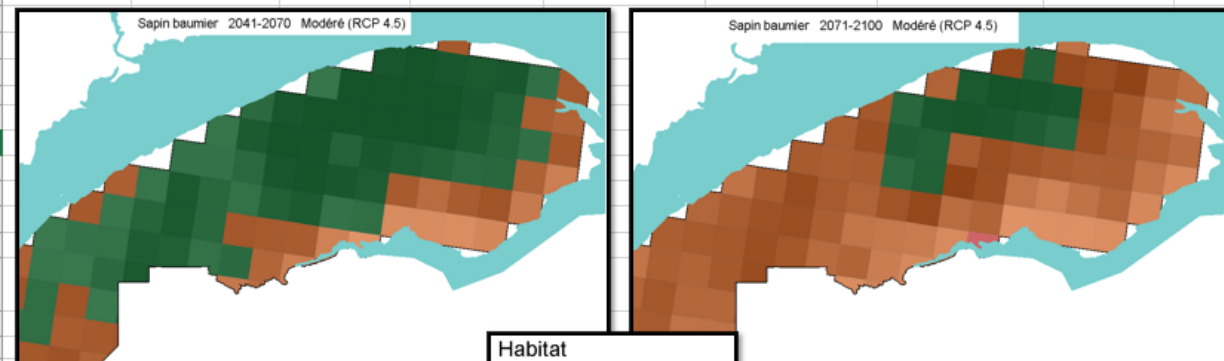 Sapin baumier 2041-2070 Modéré (RCP 4.5)
Sapin baumier 2071-2100 Modéré (RCP 4.5)
Habitat